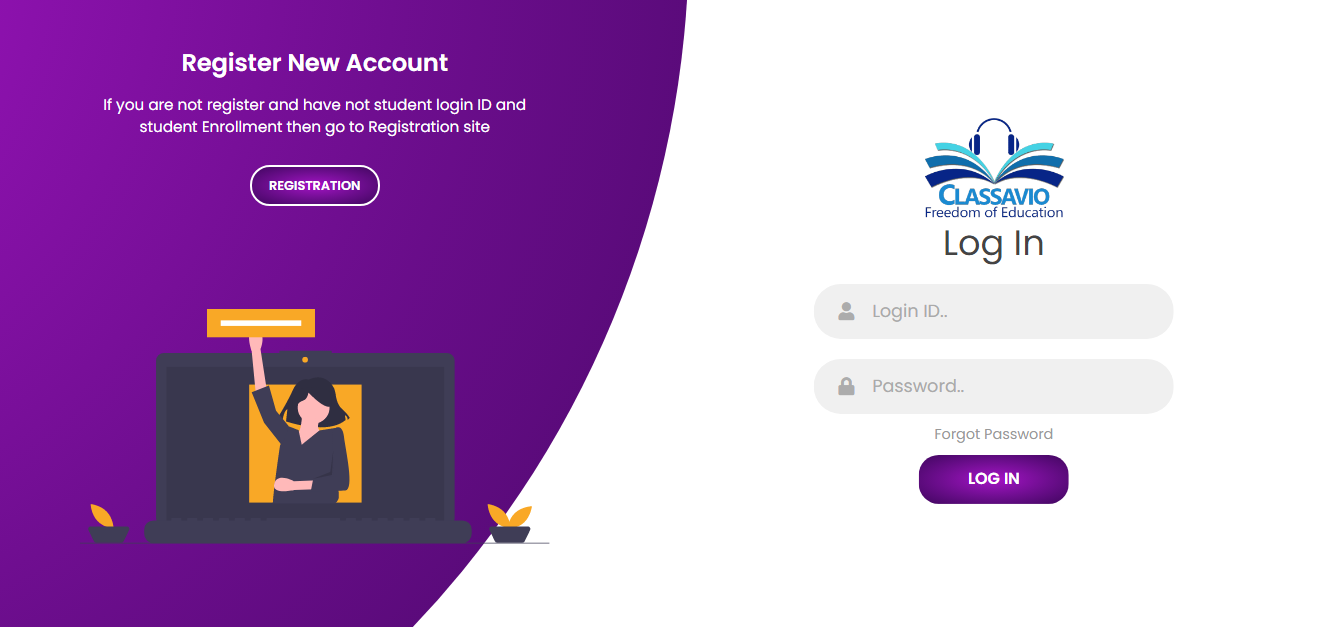 Register New Account
If you are not register and have not student login ID and
student Enrollment then go to Registration site
REGISTRATION
CLASSAVIO
Freedom of Education
Log In
Login ID..
Password..
Forgot Password
LOG IN